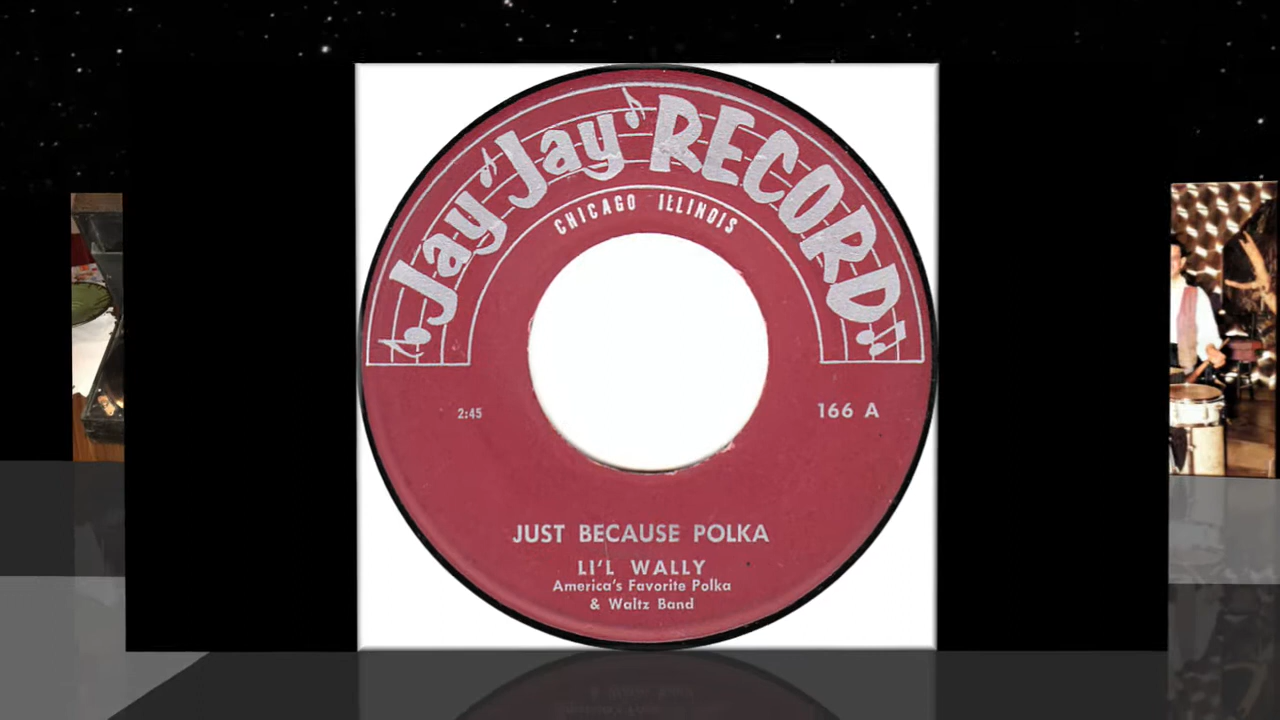 Jay Jay RECORD
CHICAGO ILLINOIS
2:45
166 A
JUST BECAUSE POLKA
LI'L WALLY
America's Favorite Polka
& Waltz Band